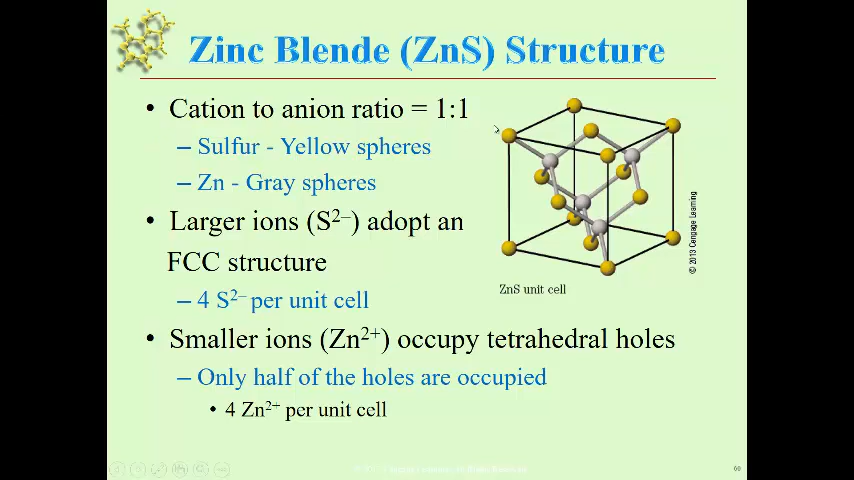 Zinc Blende (ZnS) Structure
• Cation to anion ratio = 1:1
– Sulfur - Yellow spheres
– Zn - Gray spheres
• Larger ions (S²⁻) adopt an
FCC structure
– 4 S²⁻ per unit cell
• Smaller ions (Zn²⁺) occupy tetrahedral holes
– Only half of the holes are occupied
• 4 Zn²⁺ per unit cell
ZnS unit cell
© 2013 Cengage Learning
60